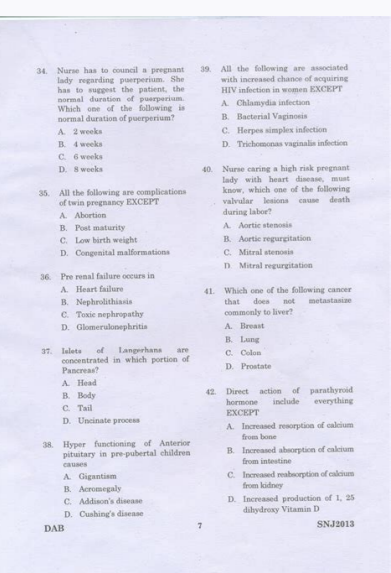 34. Nurse has to council a pregnant
lady regarding puerperium. She
has to suggest the patient, the
normal duration of puerperium.
Which one of the following is
normal duration of puerperium?
A. 2 weeks
B. 4 weeks
C. 6 weeks
D. 8 weeks
35. All the following are complications
of twin pregnancy EXCEPT
A. Abortion
B. Post maturity
C. Low birth weight
D. Congenital malformations
36. Pre renal failure occurs in
A. Heart failure
B. Nephrolithiasis
C. Toxic nephropathy
D. Glomerulonephritis
37. Islets of Langerhans are
concentrated in which portion of
Pancreas?
A. Head
B. Body
C. Tail
D. Uncinate process
38. Hyper functioning of Anterior
pituitary in pre-pubertal children
causes
A. Gigantism
B. Acromegaly
C. Addison's disease
D. Cushing's disease
39. All the following are associated
with increased chance of acquiring
HIV infection in women EXCEPT
A. Chlamydia infection
B. Bacterial Vaginosis
C. Herpes simplex infection
D. Trichomonas vaginalis infection
40. Nurse caring a high risk pregnant
lady with heart disease, must
know, which one of the following
valvular lesions cause death
during labor?
A. Aortic stenosis
B. Aortic regurgitation
C. Mitral stenosis
D. Mitral regurgitation
41. Which one of the following cancer
that does not metastasize
commonly to liver?
A. Breast
B. Lung
C. Colon
D. Prostate
42. Direct action of parathyroid
hormone include everything
EXCEPT
A. Increased resorption of calcium
from bone
B. Increased absorption of calcium
from intestine
C. Increased reabsorption of calcium
from kidney
D. Increased production of 1, 25
dihydroxy Vitamin D
DAB 7 SNJ2013